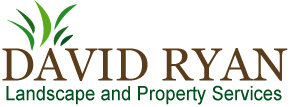 DAVID RYAN
Landscape and Property Services